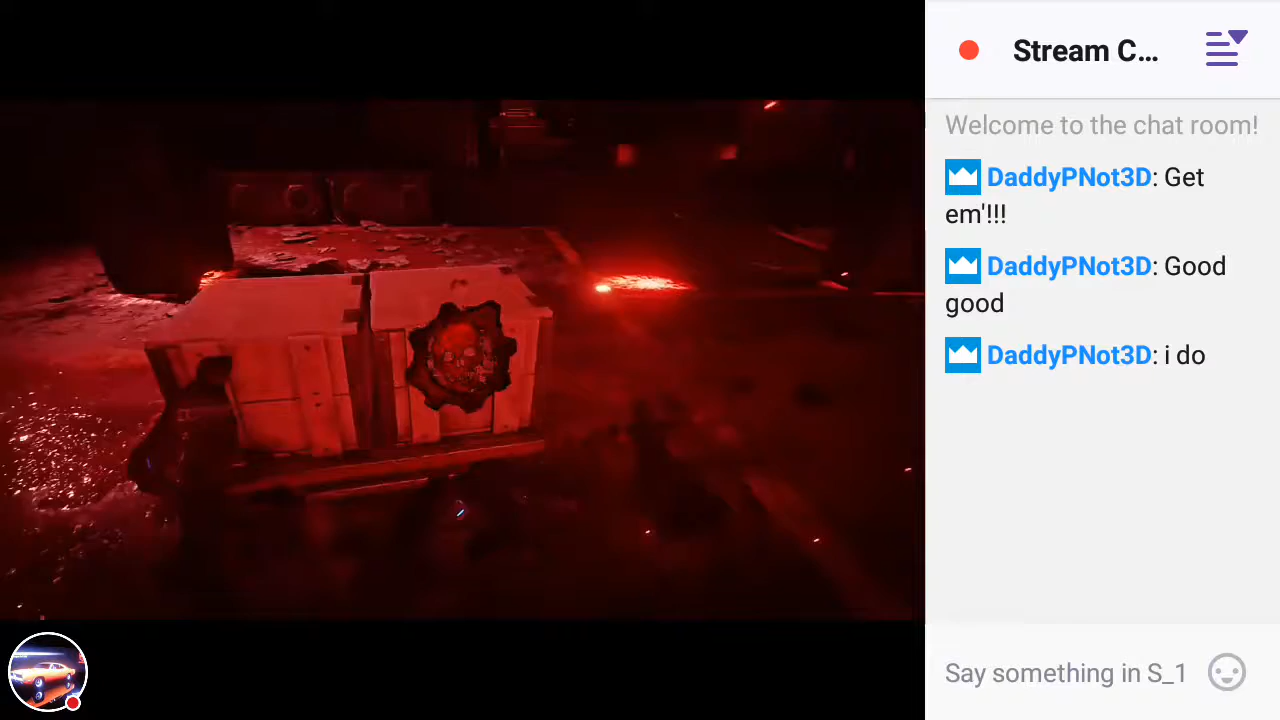 Stream C...
Welcome to the chat room!
DaddyPNot3D: Get
em'!!!
DaddyPNot3D: Good
good
DaddyPNot3D: i do
Say something in S_1